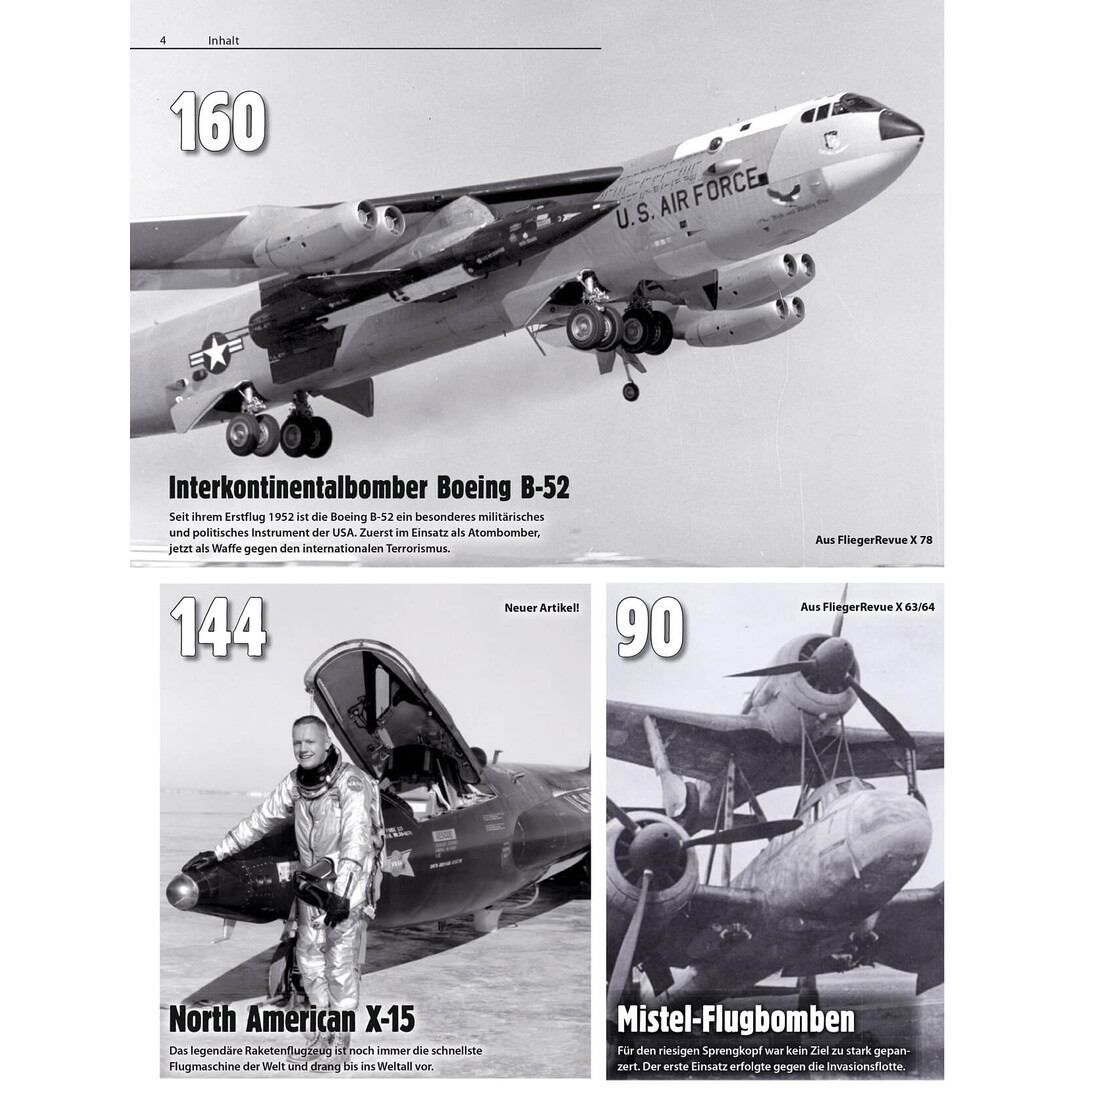 4 Inhalt
160
U.S. AIR FORCE
Interkontinentalbomber Boeing B-52
Seit ihrem Erstflug 1952 ist die Boeing B-52 ein besonderes militärisches
und politisches Instrument der USA. Zuerst im Einsatz als Atombomber,
jetzt als Waffe gegen den internationalen Terrorismus.
Aus FliegerRevue X 78
144
Neuer Artikel!
North American X-15
Das legendäre Raketenflugzeug ist noch immer die schnellste
Flugmaschine der Welt und drang bis ins Weltall vor.
90
Aus FliegerRevue X 63/64
Mistel-Flugbomben
Für den riesigen Sprengkopf war kein Ziel zu stark gepan-
zert. Der erste Einsatz erfolgte gegen die Invasionsflotte.